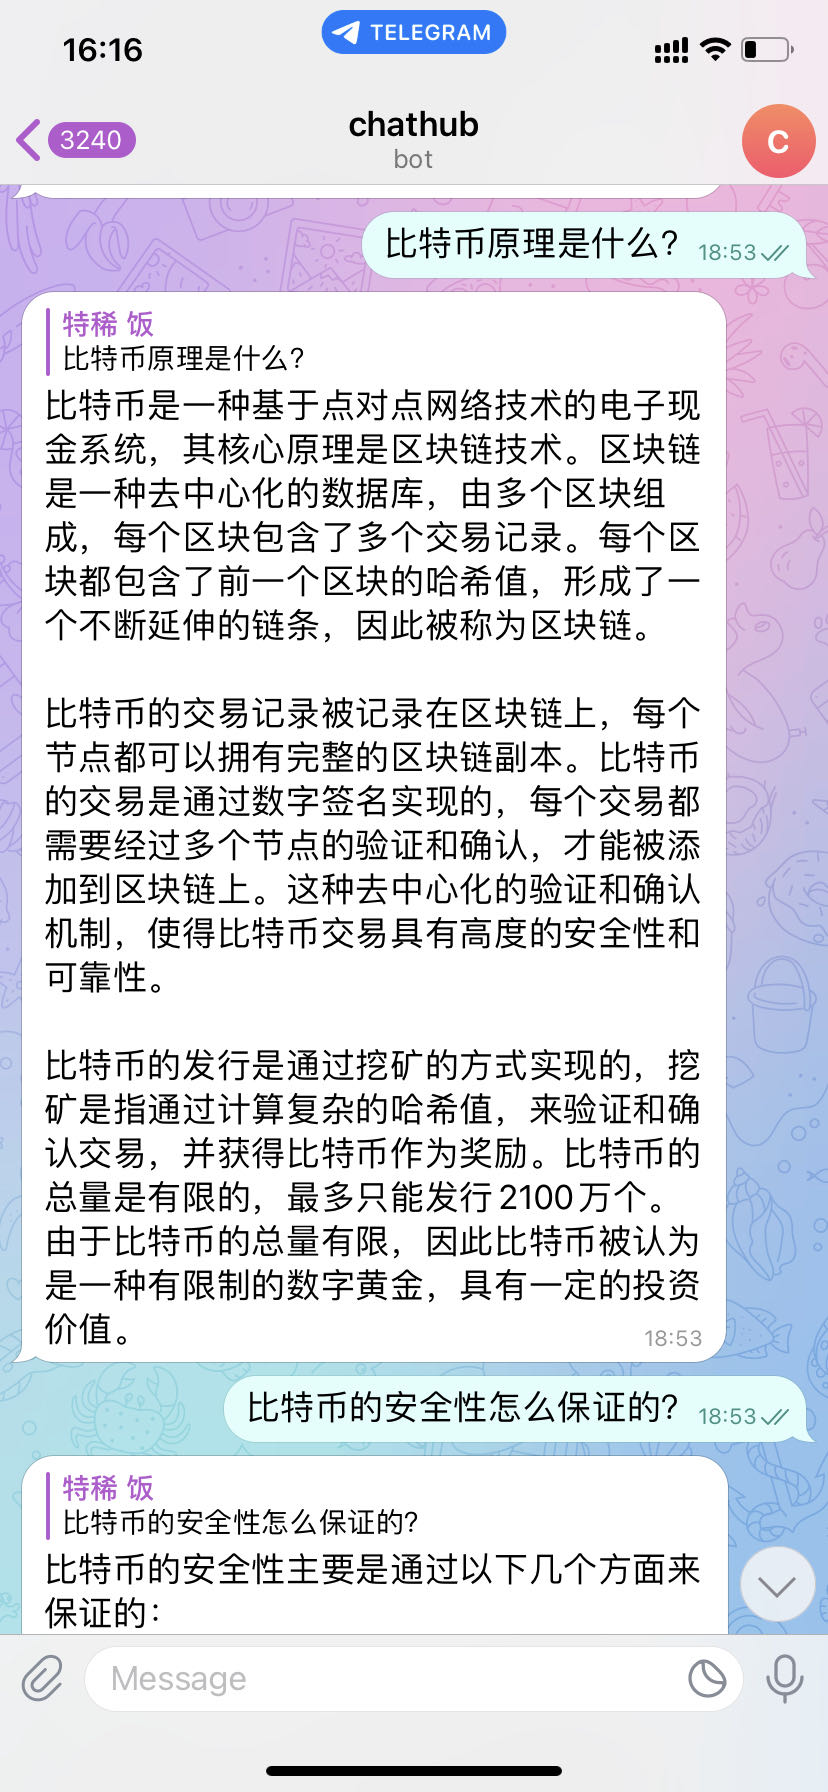 16:16
TELEGRAM
3240
chathub
bot
C
比特币原理是什么?
18:53
特稀 饭
比特币原理是什么?
比特币是一种基于点对点网络技术的电子现
金系统，其核心原理是区块链技术。区块链
是一种去中心化的数据库，由多个区块组
成，每个区块包含了多个交易记录。每个区
块都包含了前一个区块的哈希值，形成了一
个不断延伸的链条，因此被称为区块链。
比特币的交易记录被记录在区块链上，每个
节点都可以拥有完整的区块链副本。比特币
的交易是通过数字签名实现的，每个交易都
需要经过多个节点的验证和确认，才能被添
加到区块链上。这种去中心化的验证和确认
机制，使得比特币交易具有高度的安全性和
可靠性。
比特币的发行是通过挖矿的方式实现的，挖
矿是指通过计算复杂的哈希值，来验证和确
认交易，并获得比特币作为奖励。比特币的
总量是有限的，最多只能发行2100万个。
由于比特币的总量有限，因此比特币被认为
是一种有限制的数字黄金，具有一定的投资
价值。
18:53
比特币的安全性怎么保证的?
18:53
特稀 饭
比特币的安全性怎么保证的?
比特币的安全性主要是通过以下几个方面来
保证的：
Message